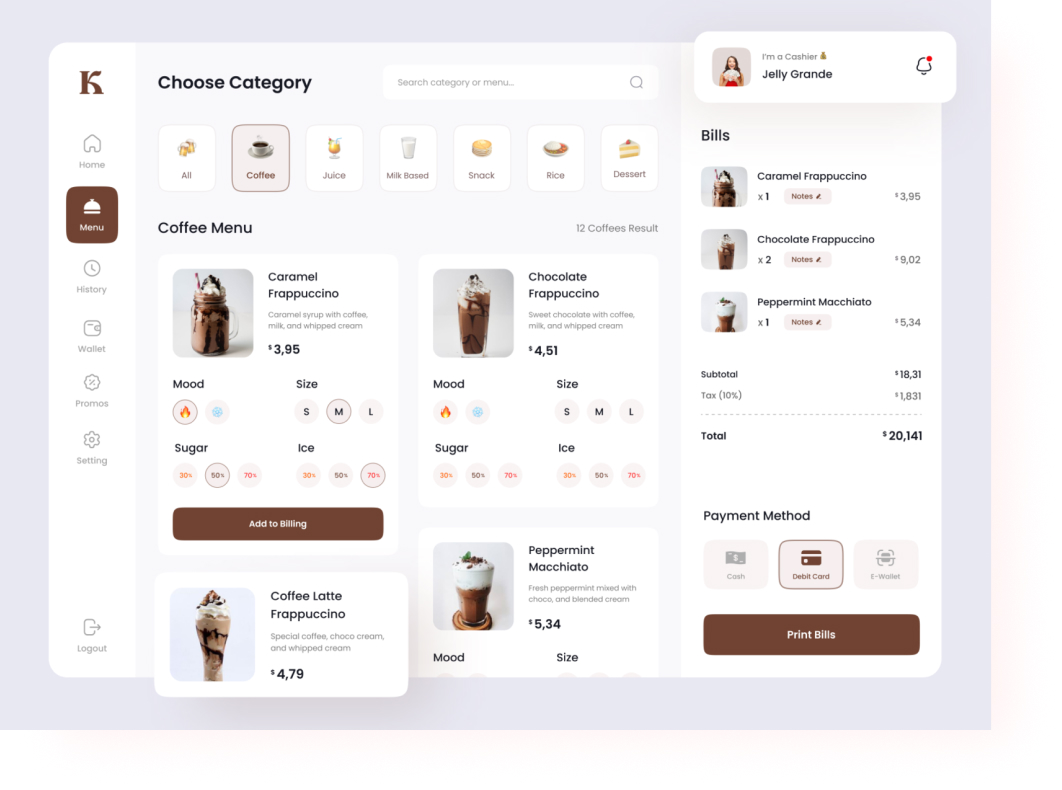 K
Home
Menu
History
Wallet
Promos
Setting
Logout
Choose Category
Search category or menu...
All
Coffee
Juice
Milk Based
Snack
Rice
Dessert
Coffee Menu
12 Coffees Result
Caramel
Frappuccino
Caramel syrup with coffee,
milk, and whipped cream
$ 3,95
Mood
Size
S M L
Sugar
Ice
30% 50% 70%
30% 50% 70%
Add to Billing
Chocolate
Frappuccino
Sweet chocolate with coffee,
milk, and whipped cream
$ 4,51
Mood
Size
S M L
Sugar
Ice
30% 50% 70%
30% 50% 70%
Coffee Latte
Frappuccino
Special coffee, choco cream,
and whipped cream
$ 4,79
Peppermint
Macchiato
Fresh peppermint mixed with
choco, and blended cream
$ 5,34
Mood
Size
I'm a Cashier
Jelly Grande
Bills
Caramel Frappuccino
x 1 Notes $ 3,95
Chocolate Frappuccino
x 2 Notes $ 9,02
Peppermint Macchiato
x 1 Notes $ 5,34
Subtotal $ 18,31
Tax (10%) $ 1,831
Total $ 20,141
Payment Method
Cash
Debit Card
E-Wallet
Print Bills